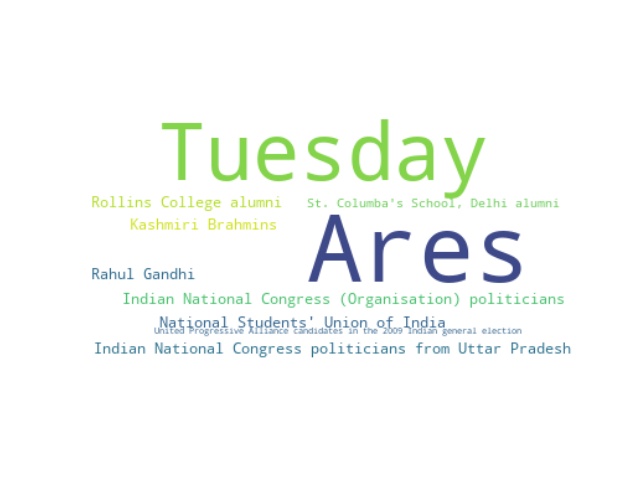 Tuesday
Rollins College alumni
St. Columba's School, Delhi alumni
Kashmiri Brahmins
Ares
Rahul Gandhi
Indian National Congress (Organisation) politicians
National Students' Union of India
United Progressive Alliance candidates in the 2009 Indian general election
Indian National Congress politicians from Uttar Pradesh